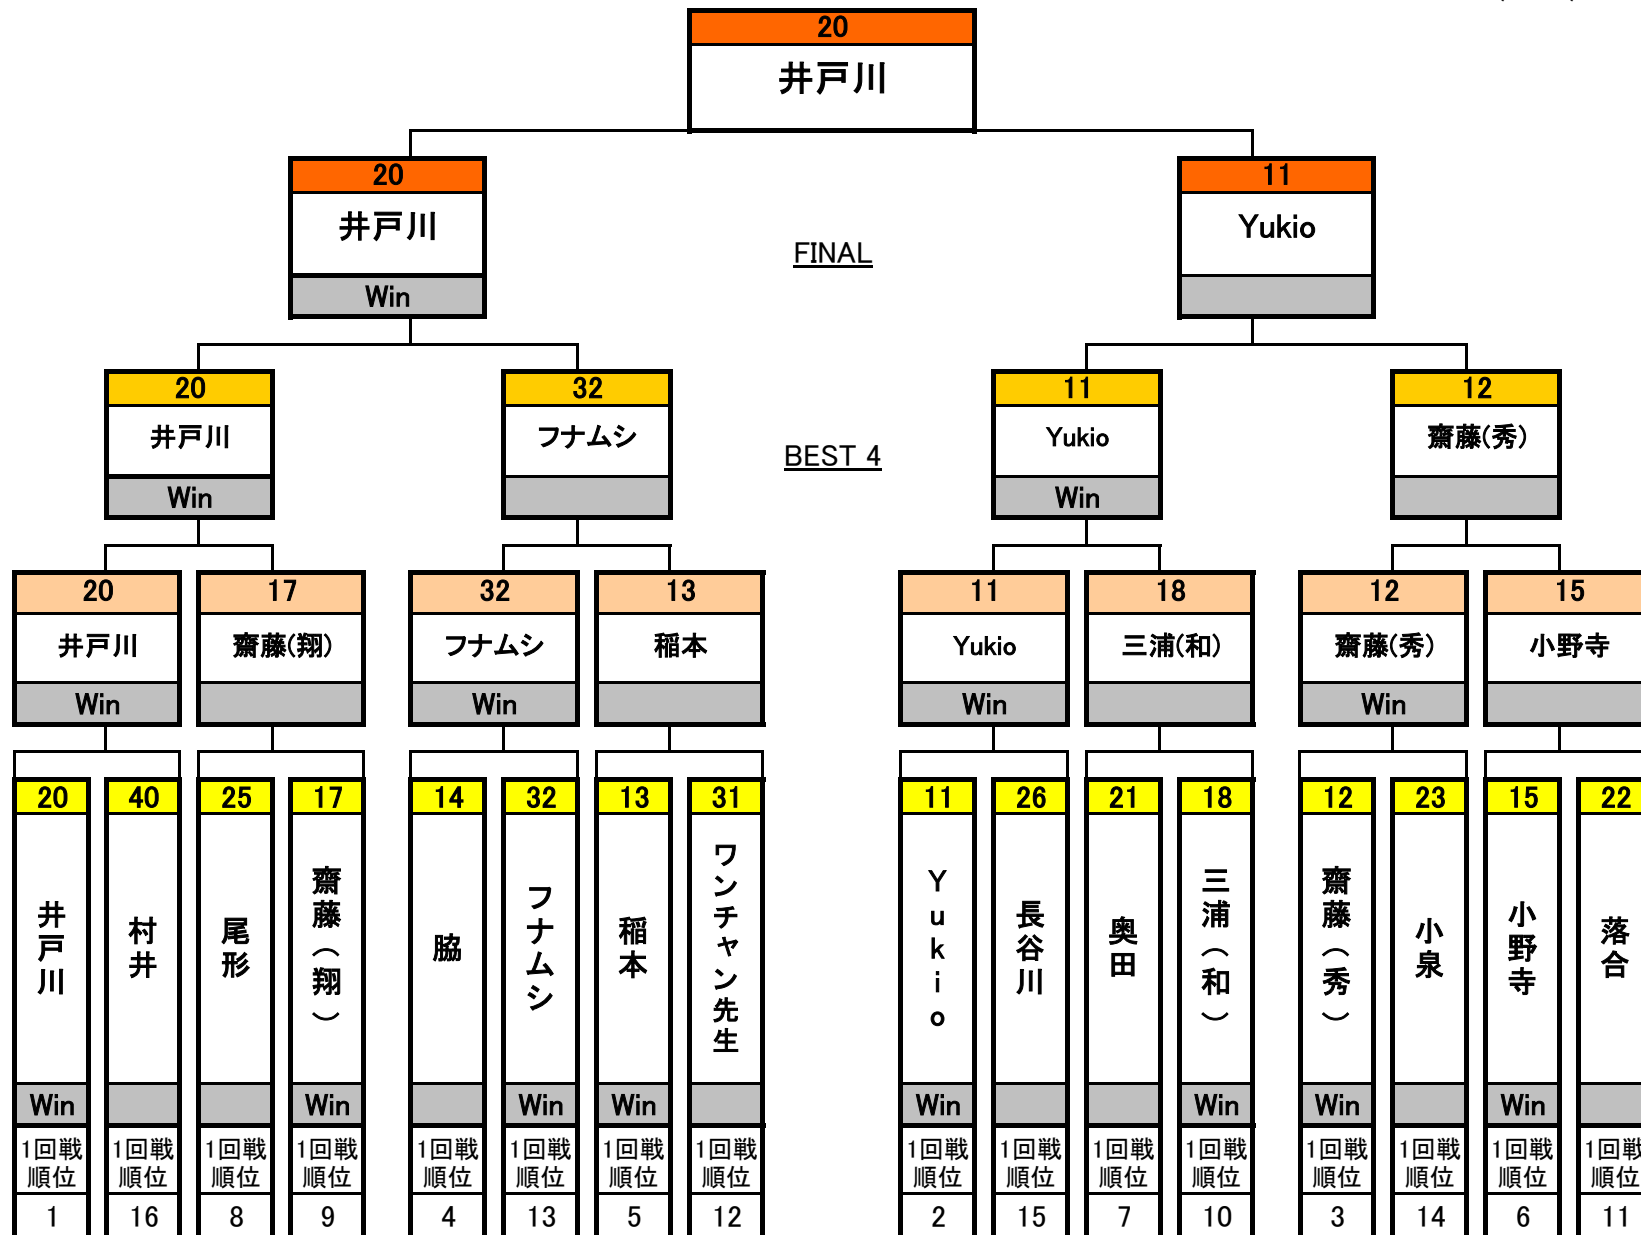 20
井戸川
20
11
井戸川
Yukio
FINAL
Win
20
32
11
12
井戸川
フナムシ
Yukio
齋藤(秀)
BEST 4
Win
Win
20
17
32
13
11
18
12
15
井戸川
齋藤(翔)
フナムシ
稲本
Yukio
三浦(和)
齋藤(秀)
小野寺
Win
Win
Win
Win
20
40
25
17
14
32
13
31
11
26
21
18
12
23
15
22
井戸川
村井
尾形
齋藤(翔)
脇
フナムシ
稲本
ワンチャン先生
Yukio
長谷川
奥田
三浦(和)
齋藤(秀)
小泉
小野寺
落合
Win
Win
Win
Win
Win
Win
Win
Win
1回戦
順位
1回戦
順位
1回戦
順位
1回戦
順位
1回戦
順位
1回戦
順位
1回戦
順位
1回戦
順位
1回戦
順位
1回戦
順位
1回戦
順位
1回戦
順位
1回戦
順位
1回戦
順位
1回戦
順位
1回戦
順位
1
16
8
9
4
13
5
12
2
15
7
10
3
14
6
11